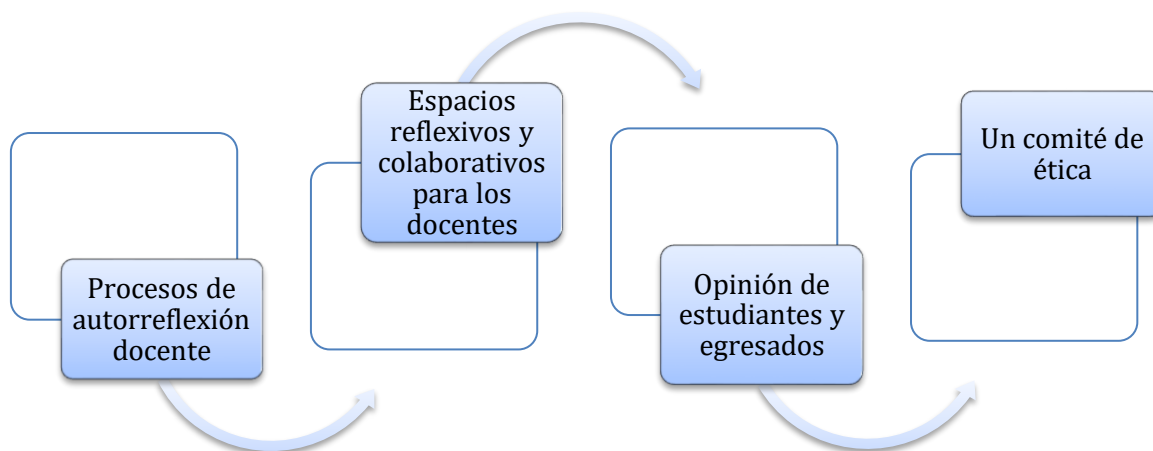 Procesos de
autorreflexión
docente
Espacios
reflexivos y
colaborativos
para los
docentes
Opinión de
estudiantes y
egresados
Un comité de
ética